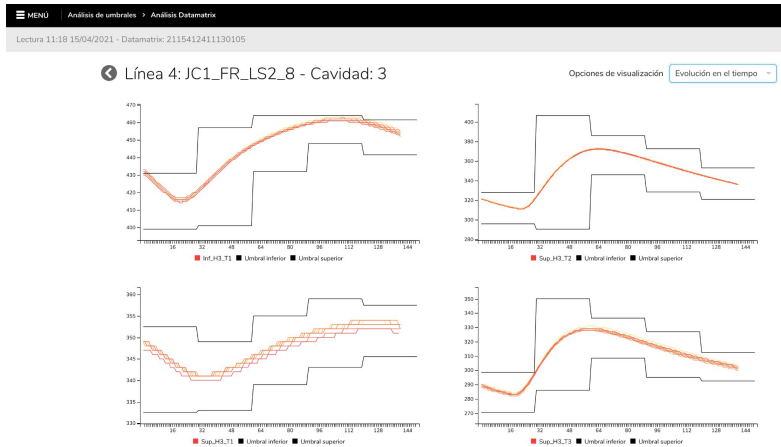 MENÚ Análisis de umbrales > Análisis Datamatrix
Lectura 11:18 15/04/2021 - Datamatrix: 2115412411130105
Línea 4: JC1_FR_LS2_8 - Cavidad: 3
Opciones de visualización Evolución en el tiempo
470
460
450
440
430
420
410
400
16 32 48 64 80 96 112 128 144
Inf_H3_T1 Umbral inferior Umbral superior
400
380
360
340
320
300
280
16 32 48 64 80 96 112 128 144
Sup_H3_T2 Umbral inferior Umbral superior
360
355
350
345
340
335
330
16 32 48 64 80 96 112 128 144
Sup_H3_T1 Umbral inferior Umbral superior
350
340
330
320
310
300
290
280
270
16 32 48 64 80 96 112 128 144
Sup_H3_T3 Umbral inferior Umbral superior